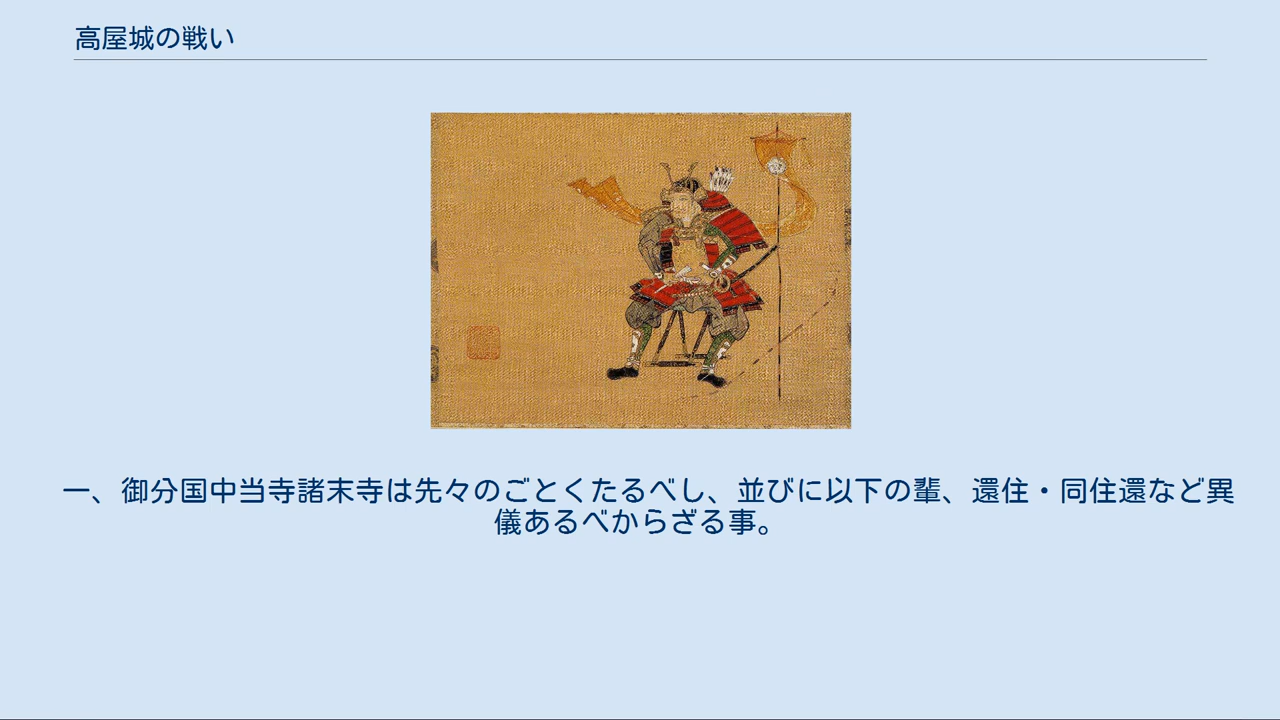 高屋城の戦い
一、御分国中当寺諸末寺は先々のごとくたるべし、並びに以下の輩、還住・同住還など異
儀あるべからざる事。